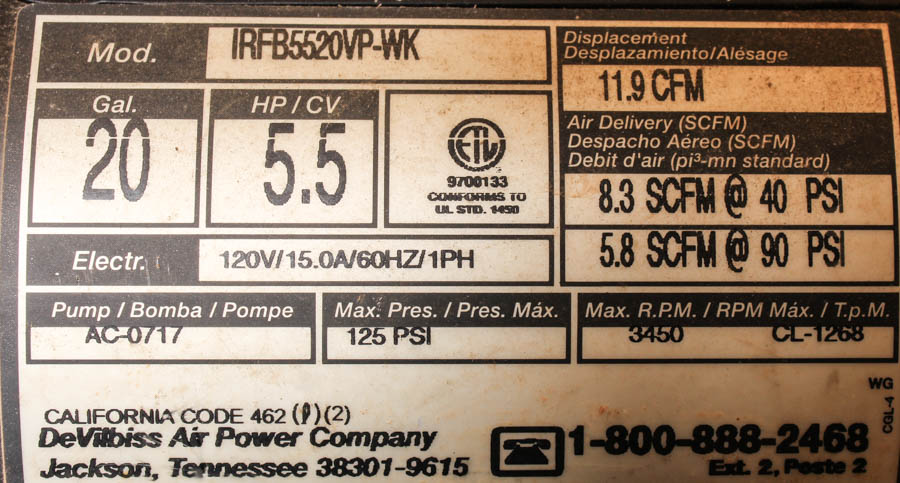 Mod.
IRFB5520VP-WK
Gal.
20
HP / CV
5.5
ETL
9700133
CONFORMS TO
UL STD. 1450
Displacement
Desplazamiento/Alésage
11.9 CFM
Air Delivery (SCFM)
Despacho Aéreo (SCFM)
Debit d'air (pi³-mn standard)
8.3 SCFM @ 40 PSI
5.8 SCFM @ 90 PSI
Electr.
120V/15.0A/60HZ/1PH
Pump / Bomba / Pompe
AC-0717
Max. Pres. / Pres. Máx.
125 PSI
Max. R.P.M. / RPM Máx. / T.p.M.
3450 CL-1268
WG
CGL-4
CALIFORNIA CODE 462 (1)(2)
DeVilbiss Air Power Company
Jackson, Tennessee 38301-9615
1-800-888-2468
Ext. 2, Poste 2